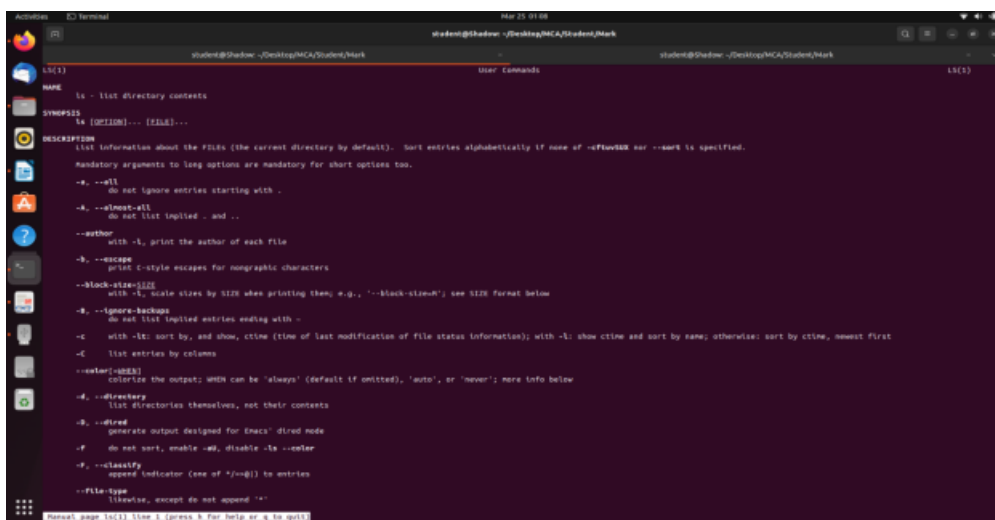 Activities Terminal Mar 25 01:08
student@Shadow: ~/Desktop/MCA/Student/Mark
student@Shadow: ~/Desktop/MCA/Student/Mark student@Shadow: ~/Desktop/MCA/Student/Mark
LS(1) User Commands LS(1)
NAME
ls - list directory contents
SYNOPSIS
ls [OPTION]... [FILE]...
DESCRIPTION
List information about the FILEs (the current directory by default). Sort entries alphabetically if none of -cftuvSUX nor --sort is specified.
Mandatory arguments to long options are mandatory for short options too.
-a, --all
do not ignore entries starting with .
-A, --almost-all
do not list implied . and ..
--author
with -l, print the author of each file
-b, --escape
print C-style escapes for nongraphic characters
--block-size=SIZE
with -l, scale sizes by SIZE when printing them; e.g., '--block-size=M'; see SIZE format below
-B, --ignore-backups
do not list implied entries ending with ~
-c with -lt: sort by, and show, ctime (time of last modification of file status information); with -l: show ctime and sort by name; otherwise: sort by ctime, newest first
-C list entries by columns
--color[=WHEN]
colorize the output; WHEN can be 'always' (default if omitted), 'auto', or 'never'; more info below
-d, --directory
list directories themselves, not their contents
-D, --dired
generate output designed for Emacs' dired mode
-f do not sort, enable -aU, disable -ls --color
-F, --classify
append indicator (one of */=>@|) to entries
--file-type
likewise, except do not append '*'
Manual page ls(1) line 1 (press h for help or q to quit)